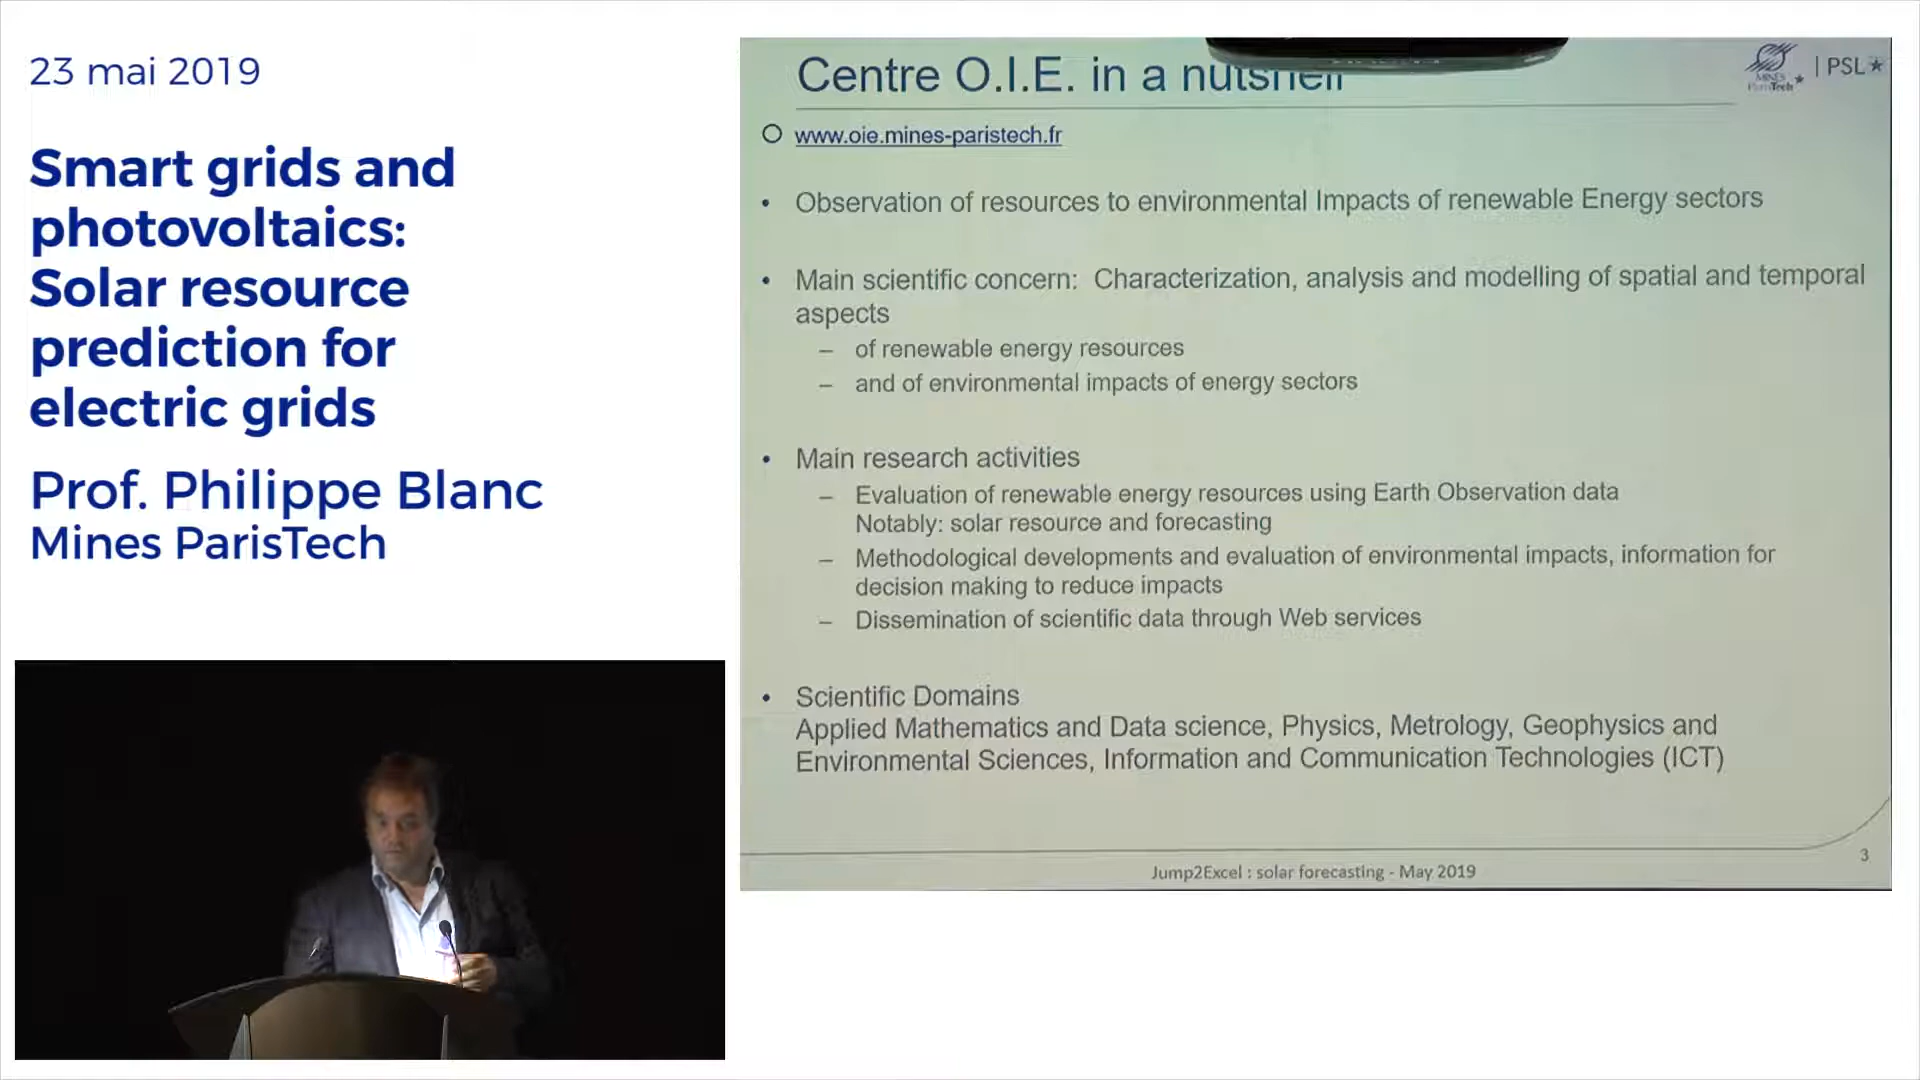 23 mai 2019
Smart grids and
photovoltaics:
Solar resource
prediction for
electric grids
Prof. Philippe Blanc
Mines ParisTech
Centre O.I.E. in a nutshell
MINES
ParisTech
| PSL★
www.oie.mines-paristech.fr
• Observation of resources to environmental Impacts of renewable Energy sectors
• Main scientific concern: Characterization, analysis and modelling of spatial and temporal
aspects
– of renewable energy resources
– and of environmental impacts of energy sectors
• Main research activities
– Evaluation of renewable energy resources using Earth Observation data
Notably: solar resource and forecasting
– Methodological developments and evaluation of environmental impacts, information for
decision making to reduce impacts
– Dissemination of scientific data through Web services
• Scientific Domains
Applied Mathematics and Data science, Physics, Metrology, Geophysics and
Environmental Sciences, Information and Communication Technologies (ICT)
3
Jump2Excel : solar forecasting - May 2019